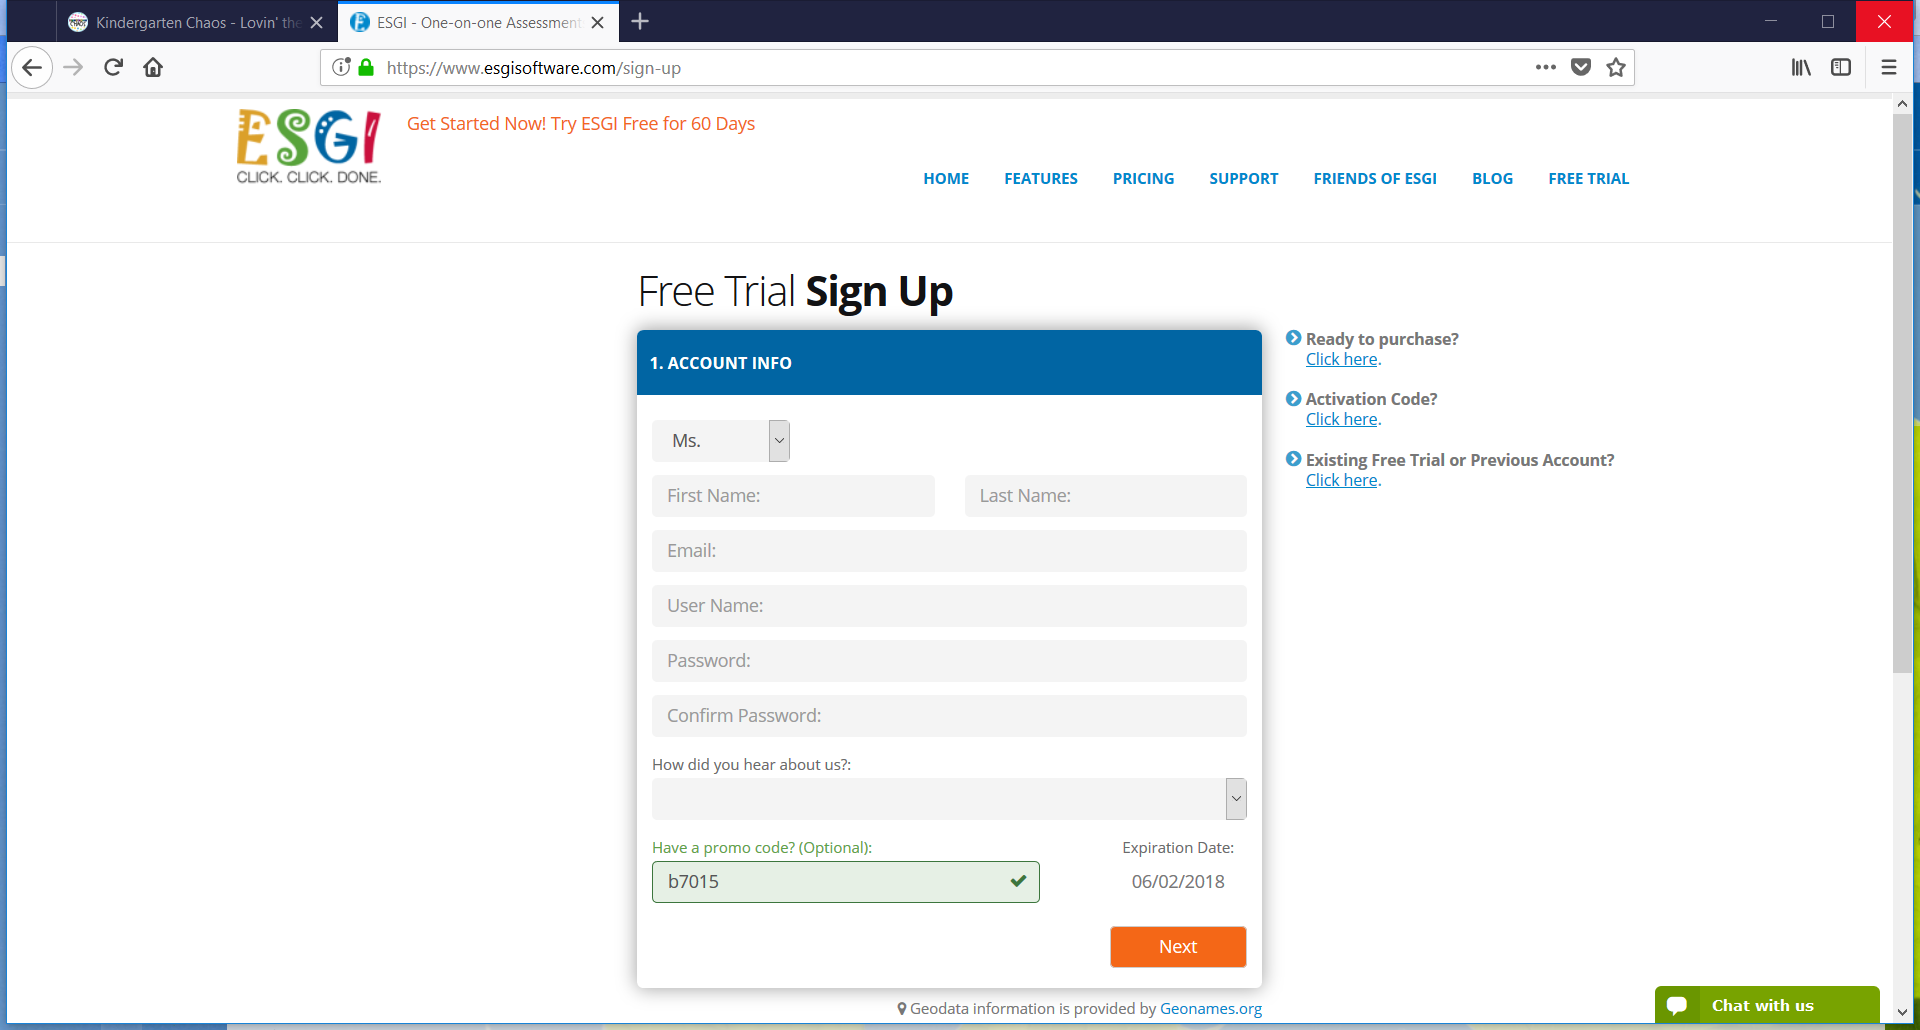 Kindergarten Chaos - Lovin' the
ESGI - One-on-one Assessment
https://www.esgisoftware.com/sign-up
ESGI
CLICK. CLICK. DONE.
Get Started Now! Try ESGI Free for 60 Days
HOME FEATURES PRICING SUPPORT FRIENDS OF ESGI BLOG FREE TRIAL
Free Trial Sign Up
1. ACCOUNT INFO
Ms.
First Name: Last Name:
Email:
User Name:
Password:
Confirm Password:
How did you hear about us?:
Have a promo code? (Optional): Expiration Date:
b7015 06/02/2018
Next
Ready to purchase?
Click here.
Activation Code?
Click here.
Existing Free Trial or Previous Account?
Click here.
Geodata information is provided by Geonames.org
Chat with us